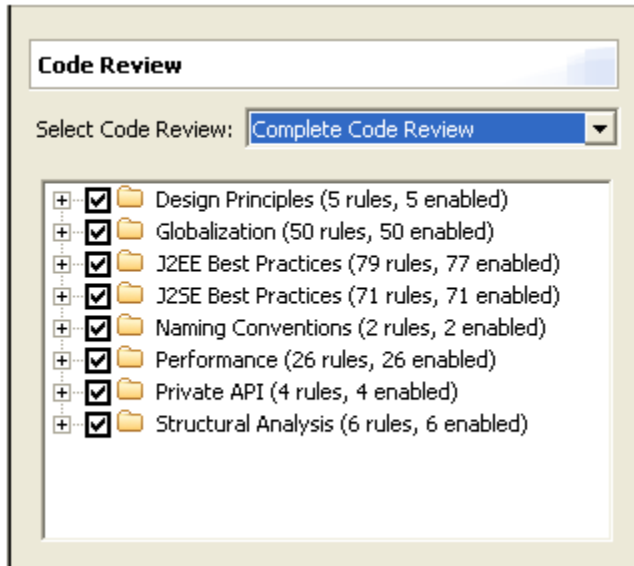 Code Review
Select Code Review: Complete Code Review
Design Principles (5 rules, 5 enabled)
Globalization (50 rules, 50 enabled)
J2EE Best Practices (79 rules, 77 enabled)
J2SE Best Practices (71 rules, 71 enabled)
Naming Conventions (2 rules, 2 enabled)
Performance (26 rules, 26 enabled)
Private API (4 rules, 4 enabled)
Structural Analysis (6 rules, 6 enabled)